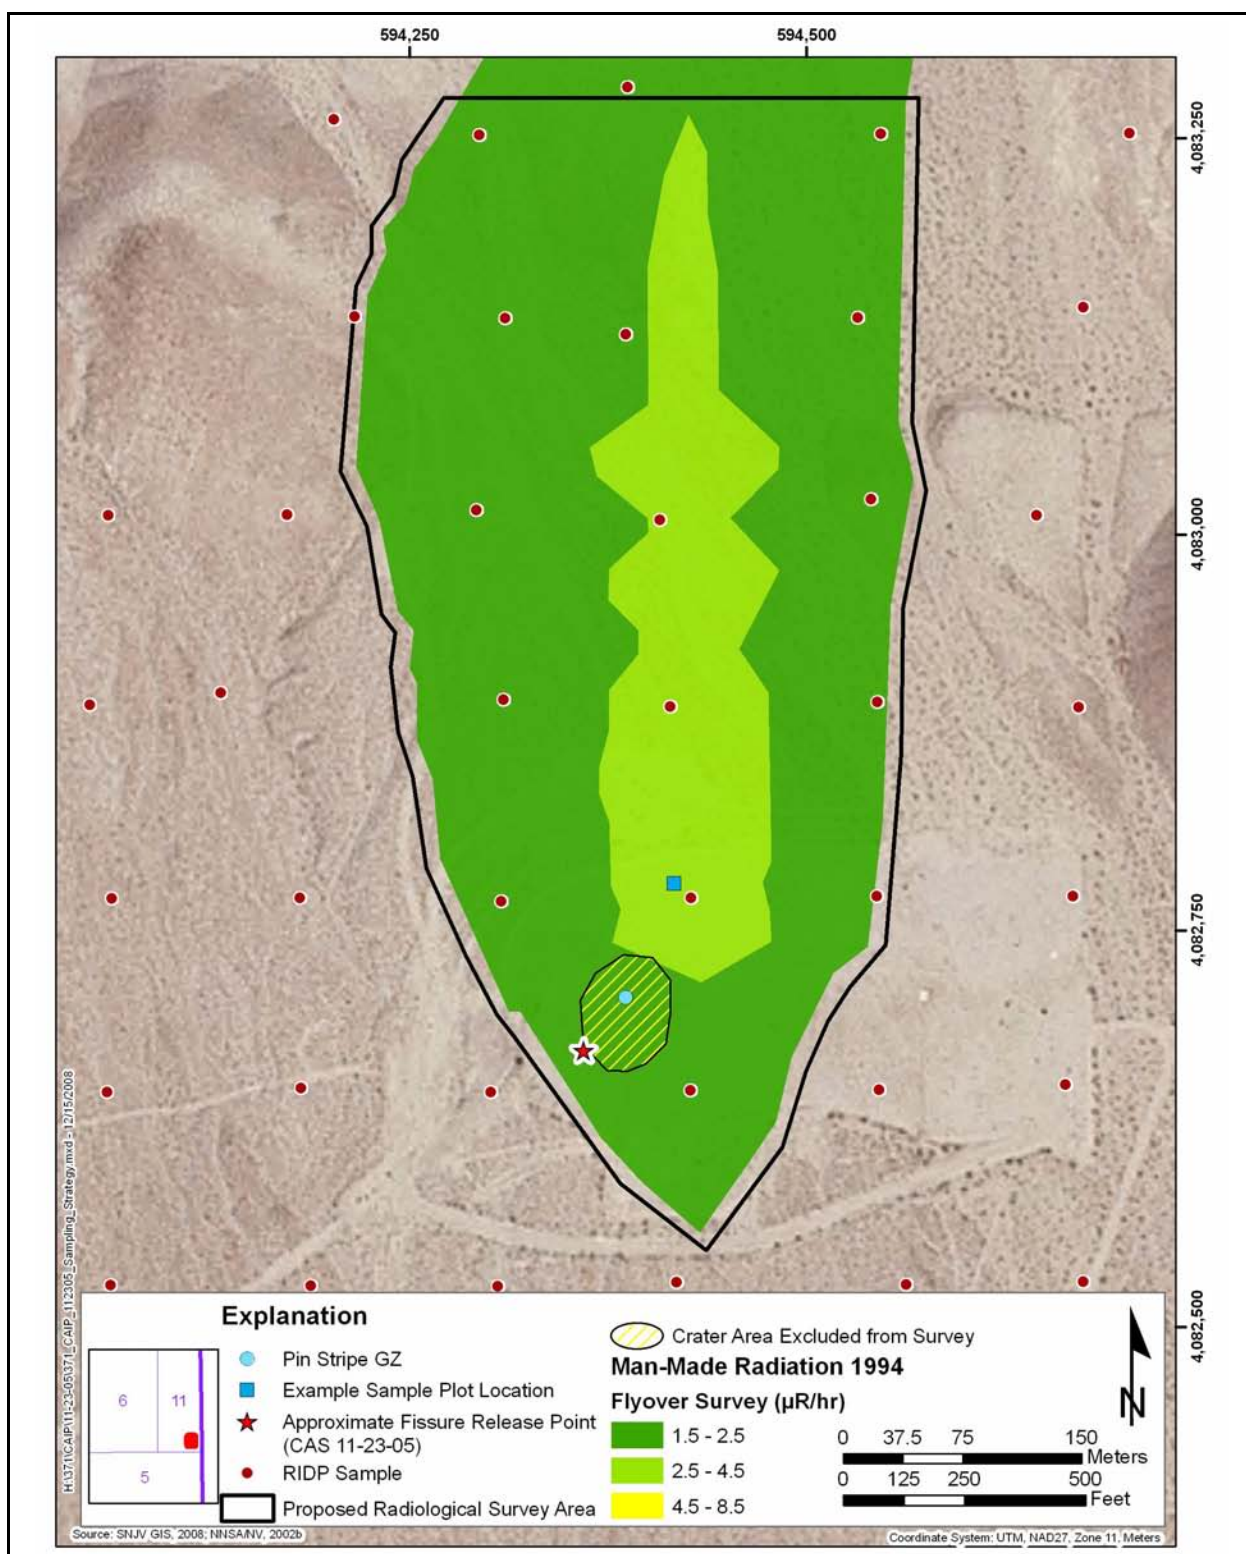 594,250
594,500
4,083,250
4,083,000
4,082,750
4,082,500
H:\371\CAIP\11-23-05\371_CAIP_112305_Sampling_Strategy.mxd - 12/15/2008
Explanation
6
11
5
Pin Stripe GZ
Example Sample Plot Location
Approximate Fissure Release Point
(CAS 11-23-05)
RIDP Sample
Proposed Radiological Survey Area
Crater Area Excluded from Survey
Man-Made Radiation 1994
Flyover Survey (µR/hr)
1.5 - 2.5
2.5 - 4.5
4.5 - 8.5
N
0 37.5 75 150
Meters
0 125 250 500
Feet
Source: SNJV GIS, 2008; NNSA/NV, 2002b
Coordinate System: UTM, NAD27, Zone 11, Meters